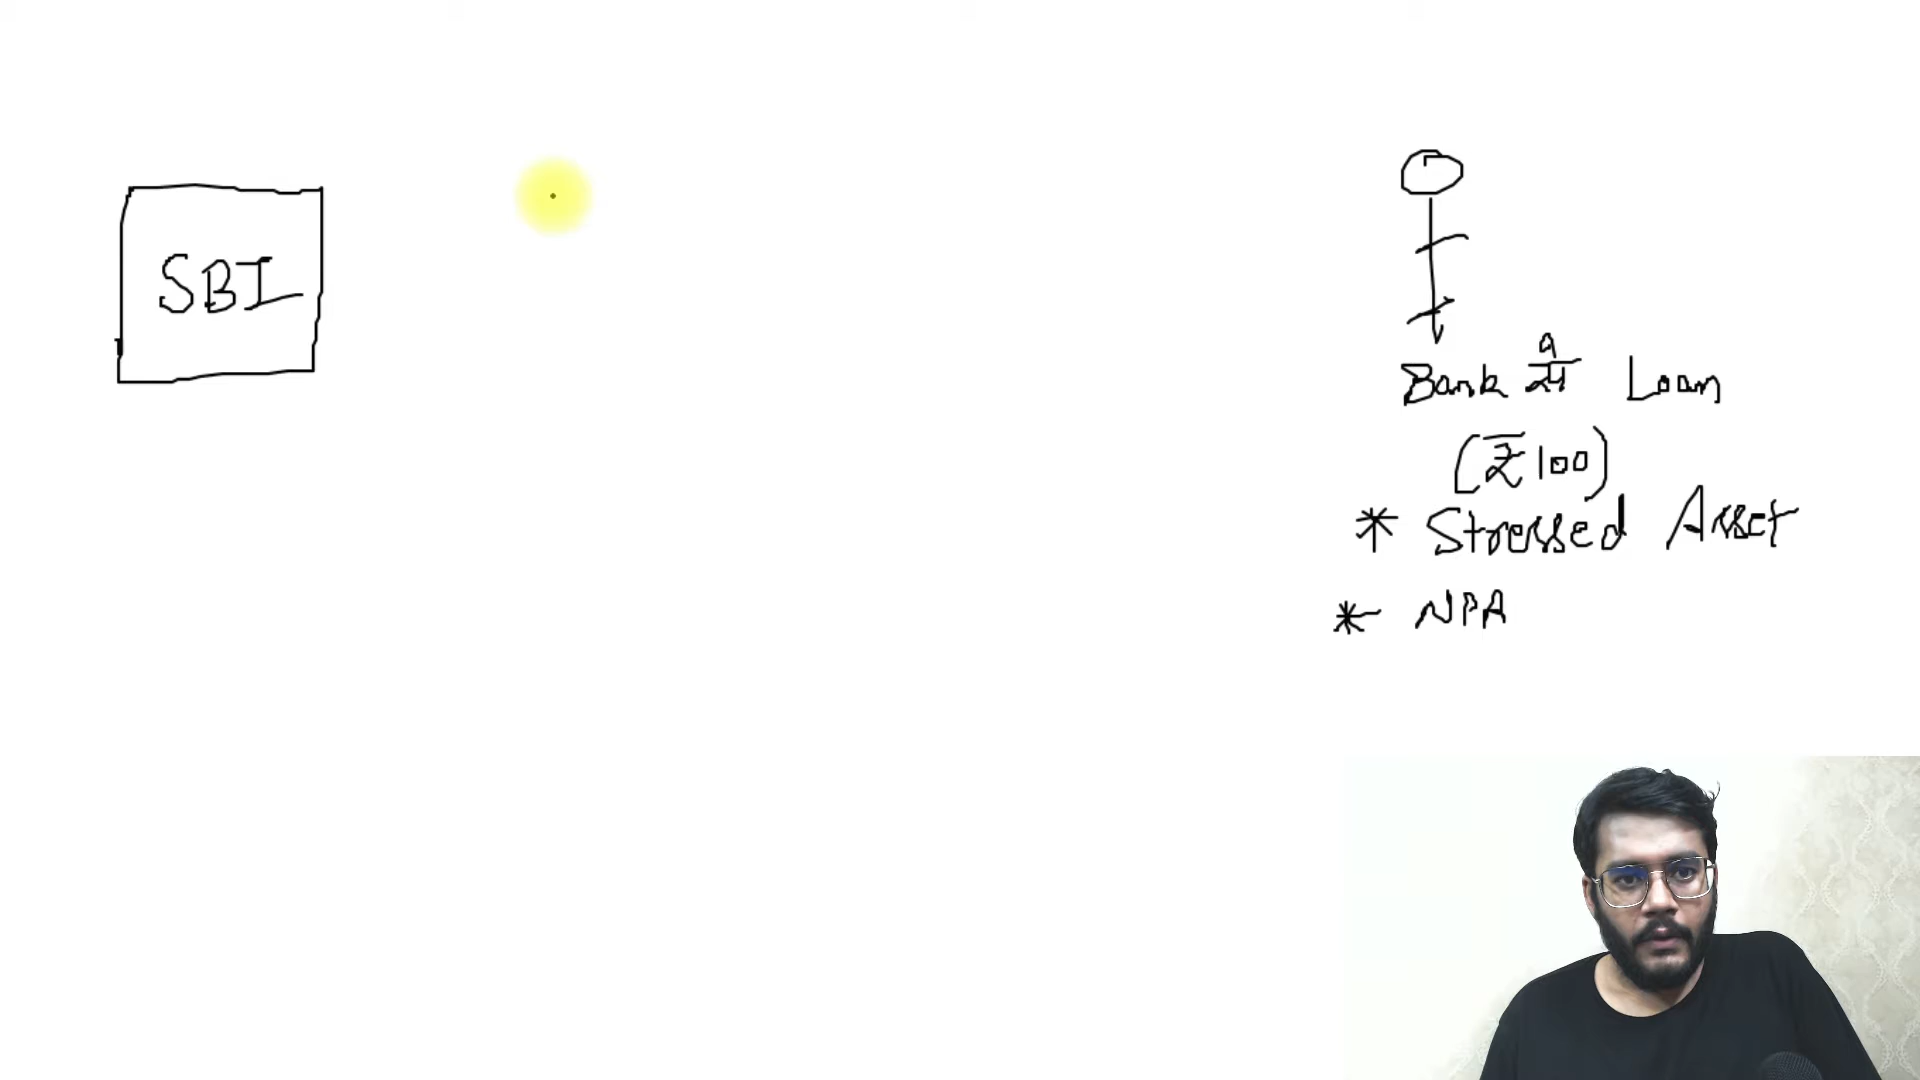 SBI
Bank से Loan
(₹100)
* Stressed Asset
* NPA